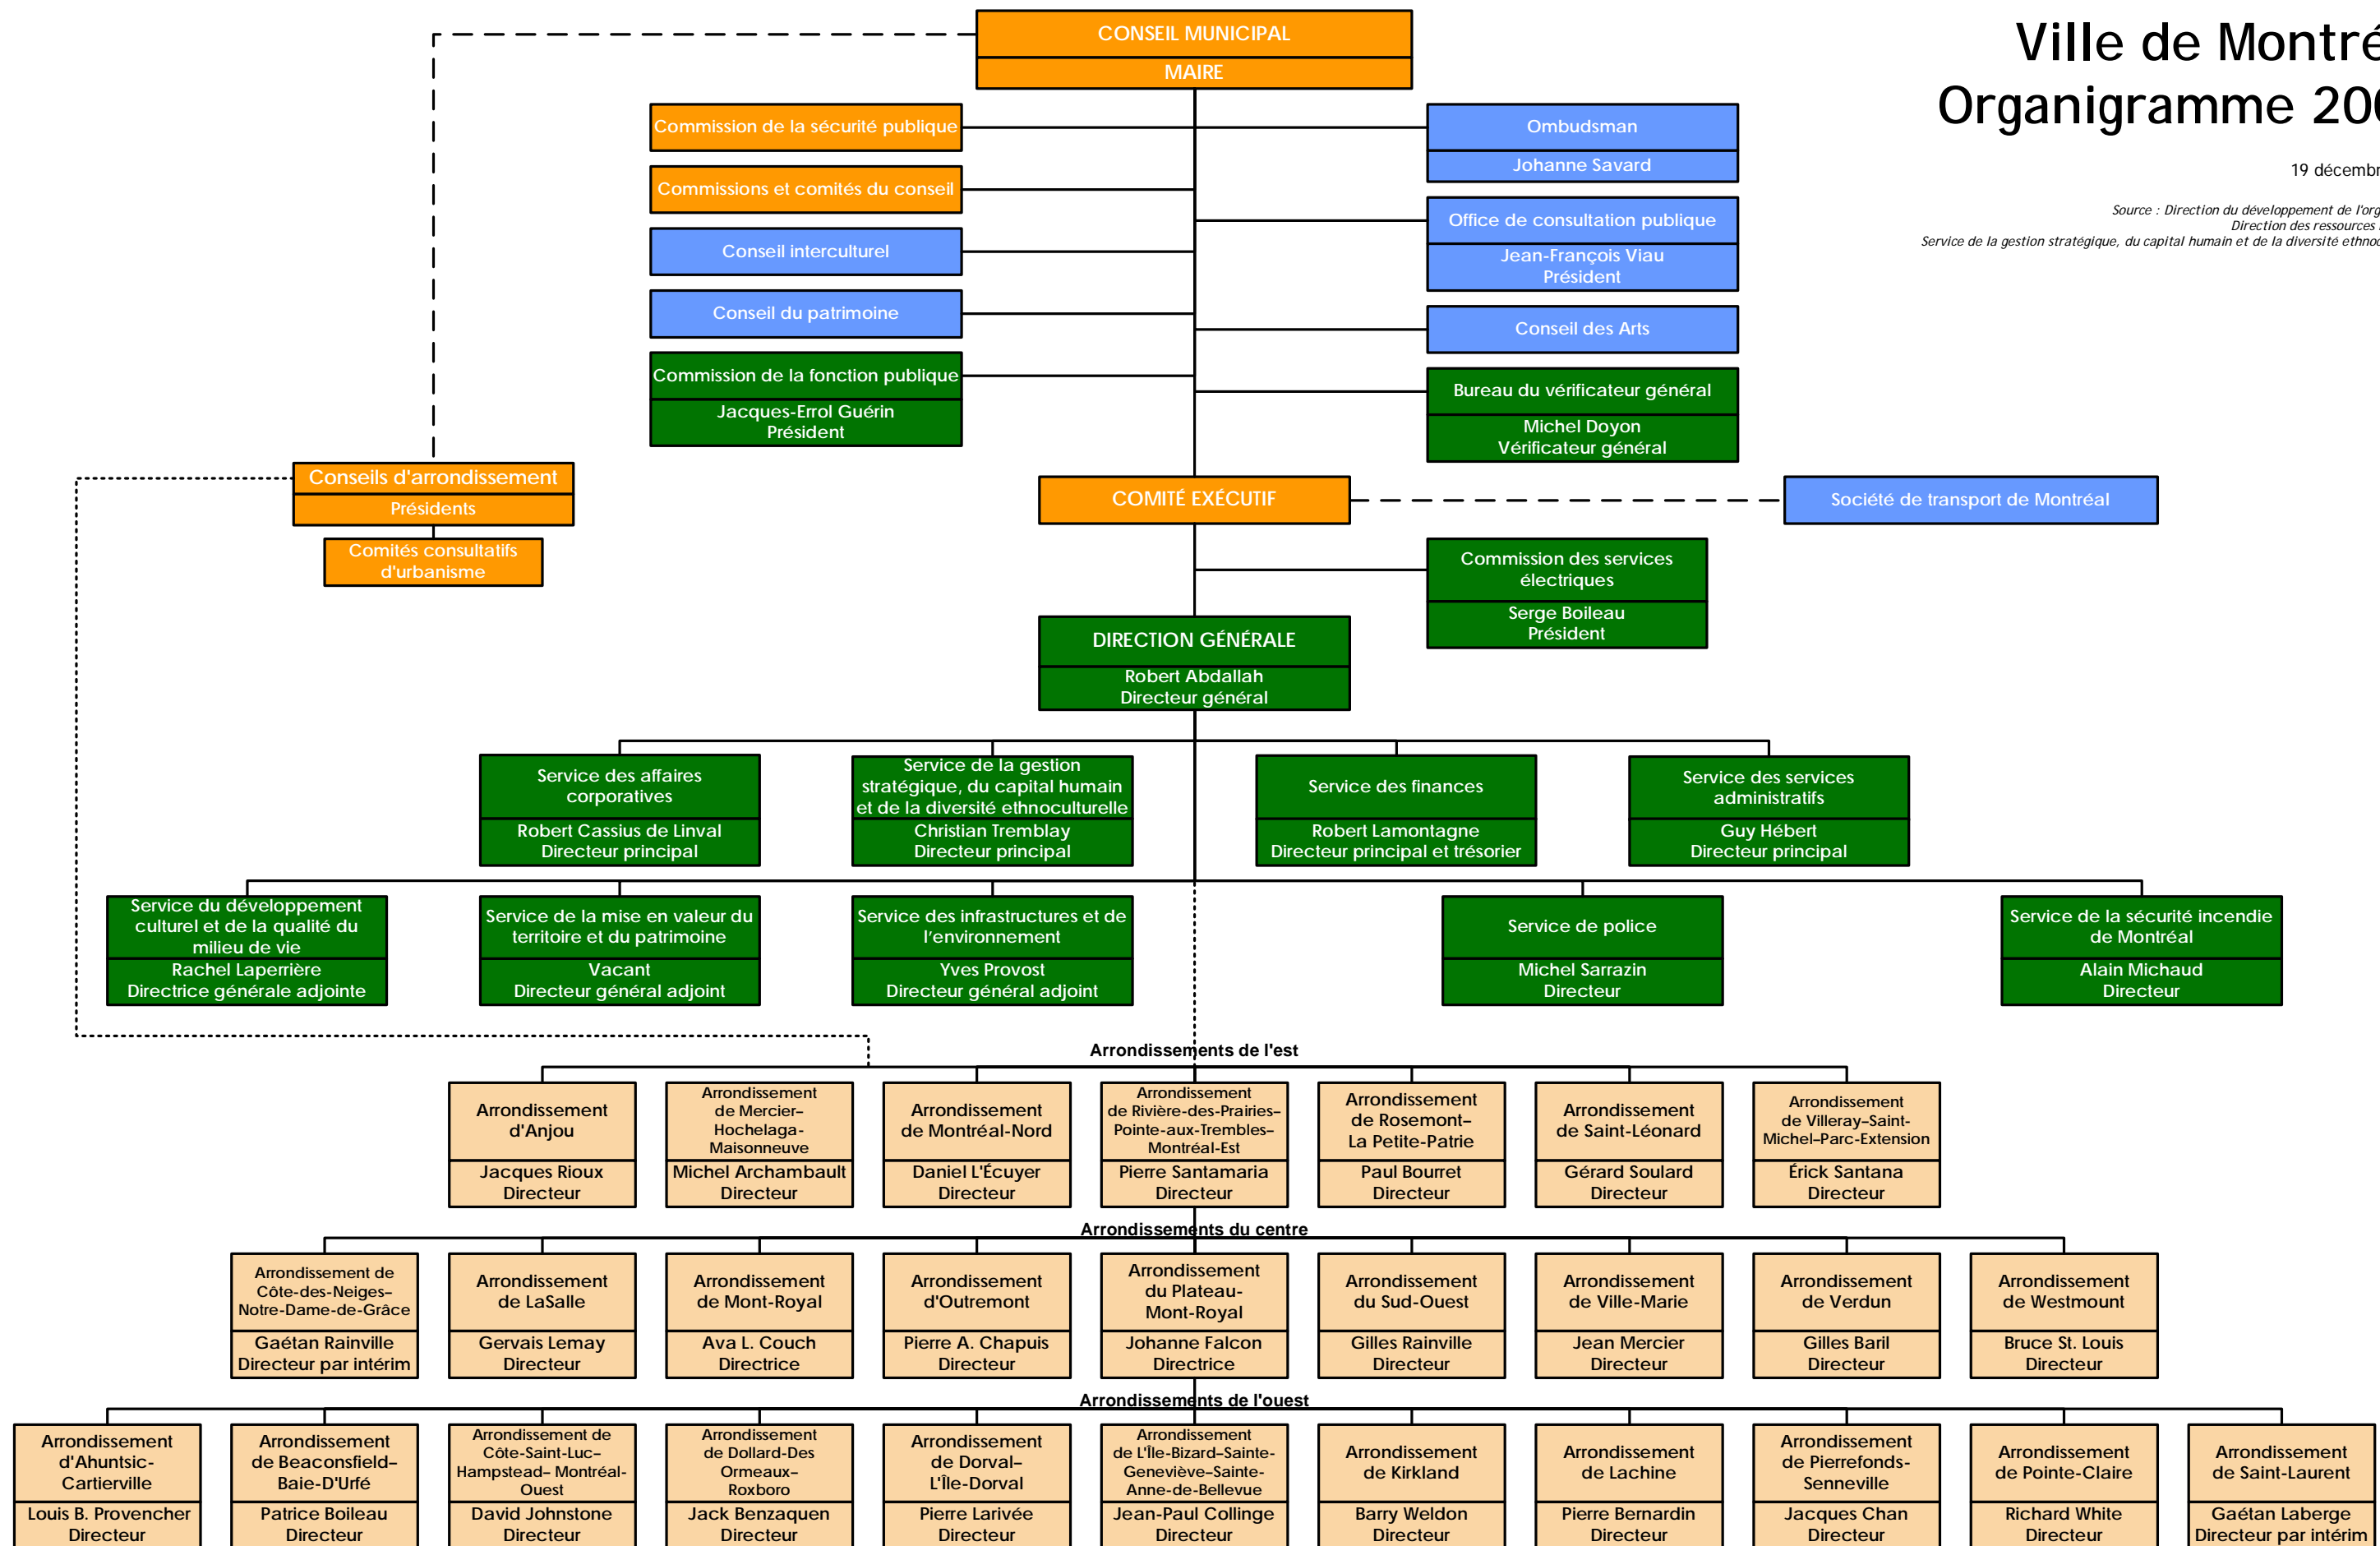 CONSEIL MUNICIPAL
MAIRE
Ville de
Organigramme
19
Source : Direction du développement de
Direction des ressources
Service de la gestion stratégique, du capital humain et de la diversité
Commission de la sécurité publique
Commissions et comités du conseil
Conseil interculturel
Conseil du patrimoine
Commission de la fonction publique
Jacques-Errol Guérin
Président
Ombudsman
Johanne Savard
Office de consultation publique
Jean-François Viau
Président
Conseil des Arts
Bureau du vérificateur général
Michel Doyon
Vérificateur général
Conseils d'arrondissement
Présidents
Comités consultatifs
d'urbanisme
COMITÉ EXÉCUTIF
Société de transport de Montréal
Commission des services
électriques
Serge Boileau
Président
DIRECTION GÉNÉRALE
Robert Abdallah
Directeur général
Service des affaires
corporatives
Robert Cassius de Linval
Directeur principal
Service de la gestion
stratégique, du capital humain
et de la diversité ethnoculturelle
Christian Tremblay
Directeur principal
Service des finances
Robert Lamontagne
Directeur principal et trésorier
Service des services
administratifs
Guy Hébert
Directeur principal
Service du développement
culturel et de la qualité du
milieu de vie
Rachel Laperrière
Directrice générale adjointe
Service de la mise en valeur du
territoire et du patrimoine
Vacant
Directeur général adjoint
Service des infrastructures et de
l'environnement
Yves Provost
Directeur général adjoint
Service de police
Michel Sarrazin
Directeur
Service de la sécurité incendie
de Montréal
Alain Michaud
Directeur
Arrondissements de l'est
Arrondissement
d'Anjou
Jacques Rioux
Directeur
Arrondissement
de Mercier–
Hochelaga-
Maisonneuve
Michel Archambault
Directeur
Arrondissement
de Montréal-Nord
Daniel L'Écuyer
Directeur
Arrondissement
de Rivière-des-Prairies–
Pointe-aux-Trembles–
Montréal-Est
Pierre Santamaria
Directeur
Arrondissement
de Rosemont–
La Petite-Patrie
Paul Bourret
Directeur
Arrondissement
de Saint-Léonard
Gérard Soulard
Directeur
Arrondissement
de Villeray–Saint-
Michel–Parc-Extension
Érick Santana
Directeur
Arrondissements du centre
Arrondissement de
Côte-des-Neiges–
Notre-Dame-de-Grâce
Gaétan Rainville
Directeur par intérim
Arrondissement
de LaSalle
Gervais Lemay
Directeur
Arrondissement
de Mont-Royal
Ava L. Couch
Directrice
Arrondissement
d'Outremont
Pierre A. Chapuis
Directeur
Arrondissement
du Plateau-
Mont-Royal
Johanne Falcon
Directrice
Arrondissement
du Sud-Ouest
Gilles Rainville
Directeur
Arrondissement
de Ville-Marie
Jean Mercier
Directeur
Arrondissement
de Verdun
Gilles Baril
Directeur
Arrondissement
de Westmount
Bruce St. Louis
Directeur
Arrondissements de l'ouest
Arrondissement
d'Ahuntsic-
Cartierville
Louis B. Provencher
Directeur
Arrondissement
de Beaconsfield–
Baie-D'Urfé
Patrice Boileau
Directeur
Arrondissement de
Côte-Saint-Luc–
Hampstead– Montréal-
Ouest
David Johnstone
Directeur
Arrondissement
de Dollard-Des
Ormeaux–
Roxboro
Jack Benzaquen
Directeur
Arrondissement
de Dorval–
L'Île-Dorval
Pierre Larivée
Directeur
Arrondissement
de L'Île-Bizard–Sainte-
Geneviève–Sainte-
Anne-de-Bellevue
Jean-Paul Collinge
Directeur
Arrondissement
de Kirkland
Barry Weldon
Directeur
Arrondissement
de Lachine
Pierre Bernardin
Directeur
Arrondissement
de Pierrefonds-
Senneville
Jacques Chan
Directeur
Arrondissement
de Pointe-Claire
Richard White
Directeur
Arrondissement
de Saint-Laurent
Gaétan Laberge
Directeur par intérim